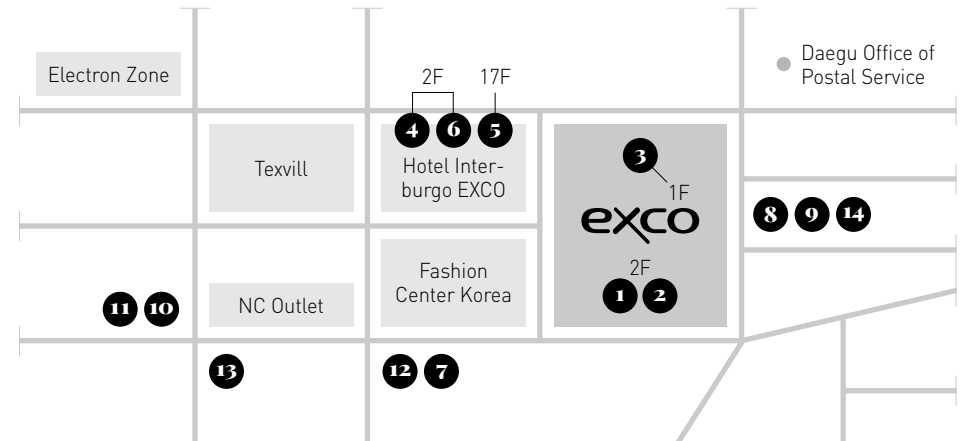 Electron Zone
2F
17F
Daegu Office of
Postal Service
4
6
5
Texvill
Hotel Inter-
burgo EXCO
3
1F
exco
8
9
14
2F
1
2
Fashion
Center Korea
11
10
NC Outlet
13
12
7